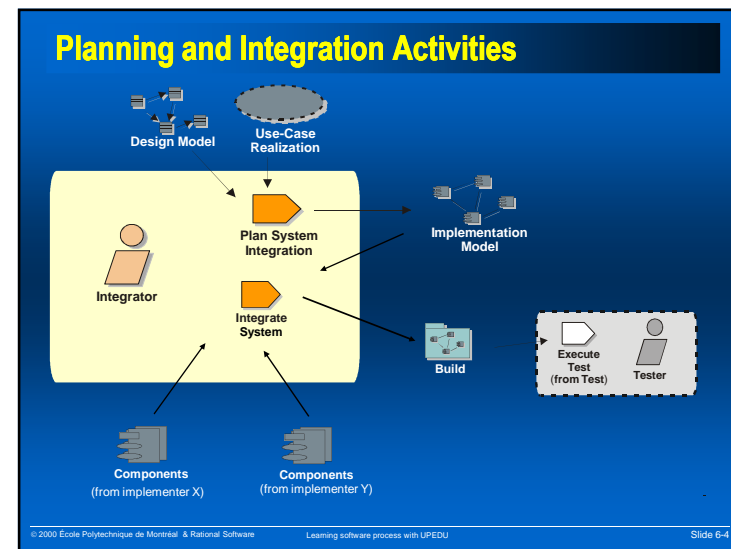 Planning and Integration Activities
Design Model
Use-Case
Realization
Plan System
Integration
Implementation
Model
Integrator
Integrate
System
Build
Execute
Test
(from Test)
Tester
Components
(from implementer X)
Components
(from implementer Y)
© 2000 École Polytechnique de Montréal & Rational Software
Learning software process with UPEDU
Slide 6-4